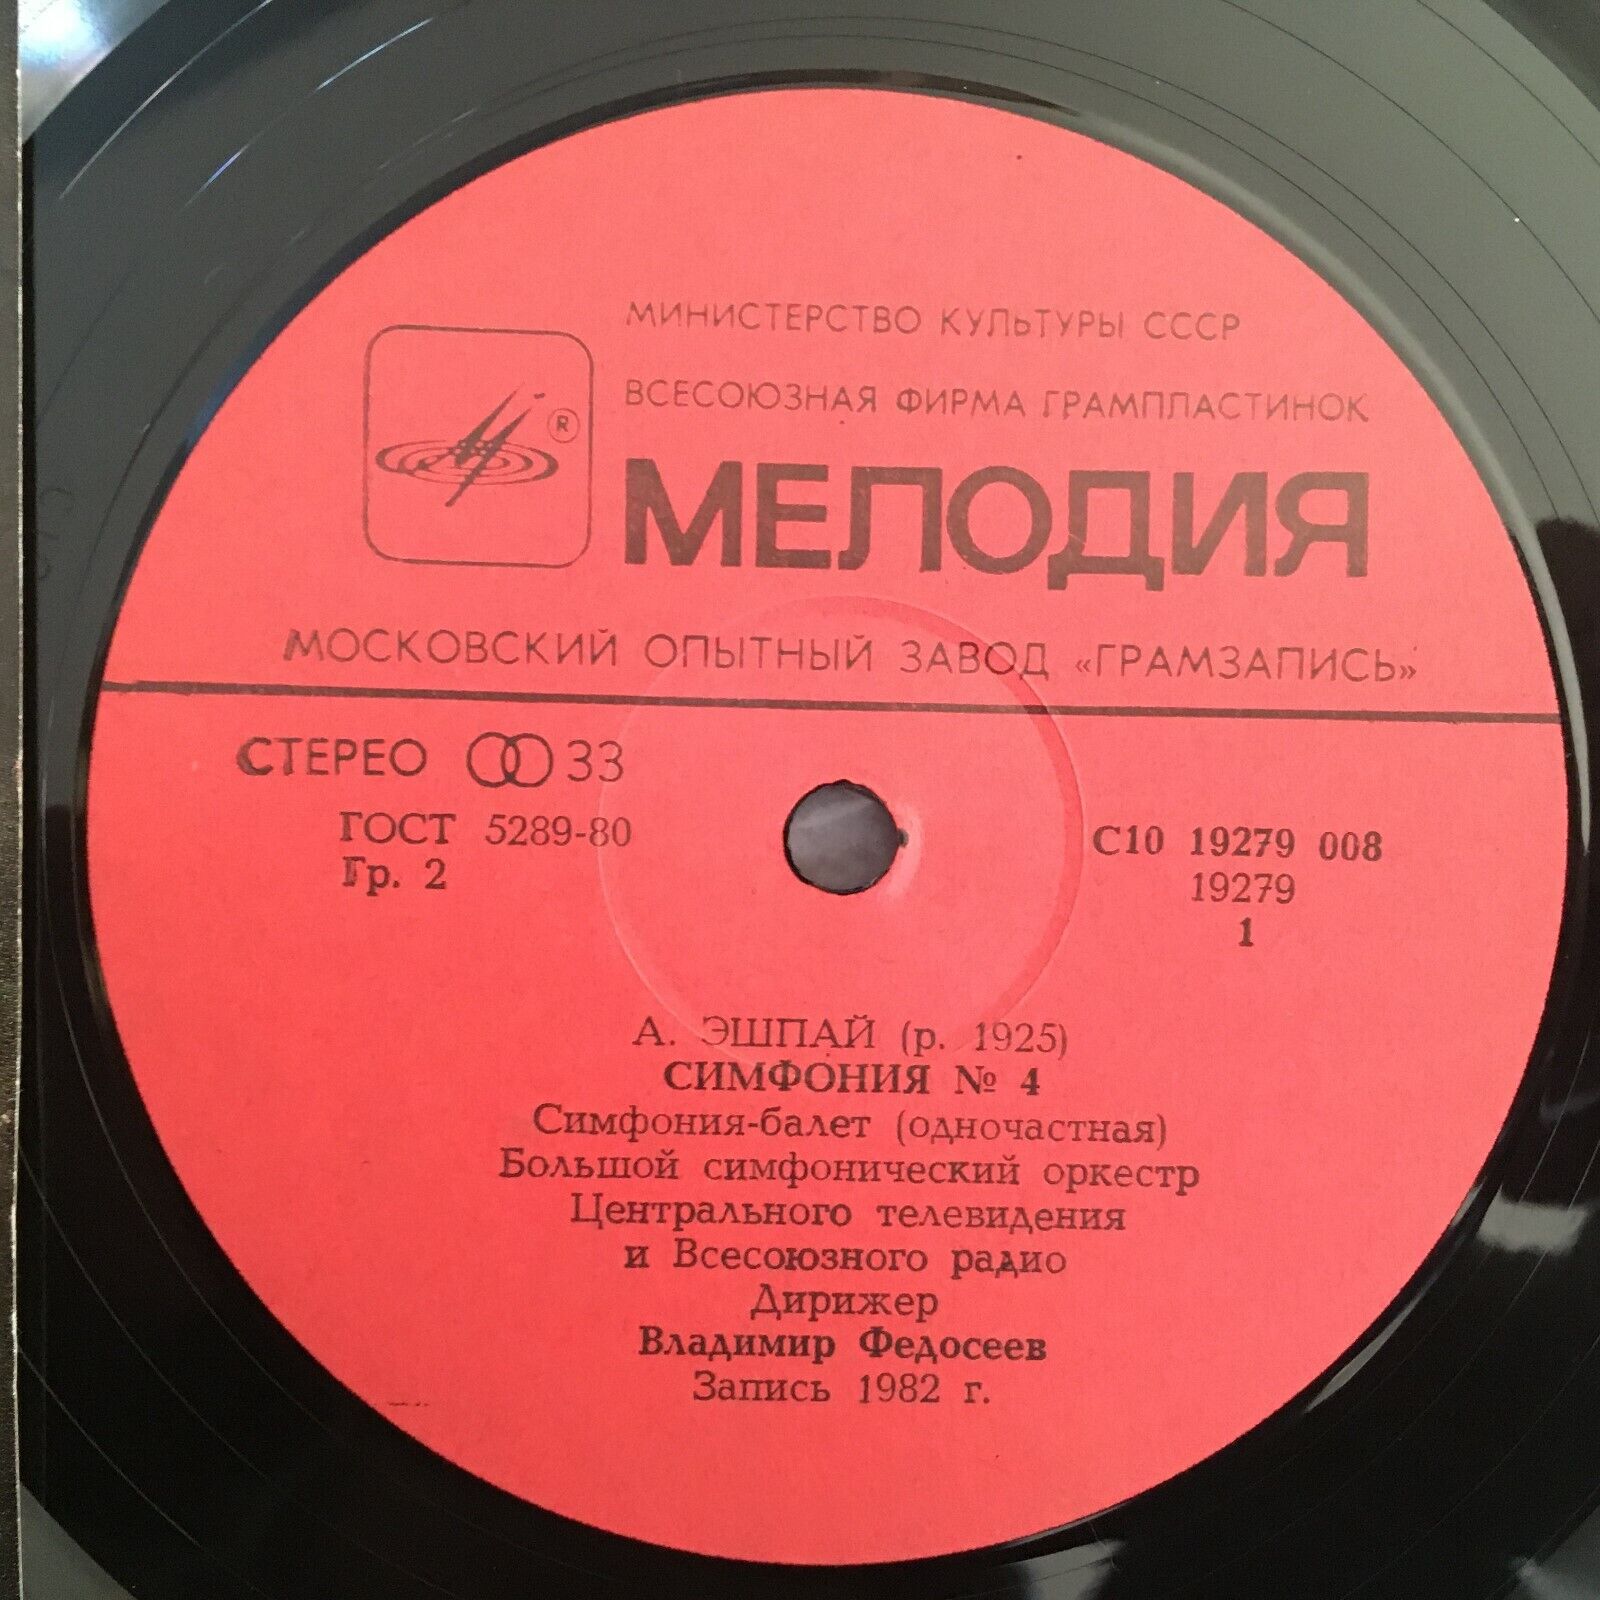 МИНИСТЕРСТВО КУЛЬТУРЫ СССР
ВСЕСОЮЗНАЯ ФИРМА ГРАМПЛАСТИНОК
®
МЕЛОДИЯ
МОСКОВСКИЙ ОПЫТНЫЙ ЗАВОД «ГРАМЗАПИСЬ»
СТЕРЕО 33
ГОСТ 5289-80
Гр. 2
С10 19279 008
19279
1
А. ЭШПАЙ (р. 1925)
СИМФОНИЯ № 4
Симфония-балет (одночастная)
Большой симфонический оркестр
Центрального телевидения
и Всесоюзного радио
Дирижер
Владимир Федосеев
Запись 1982 г.